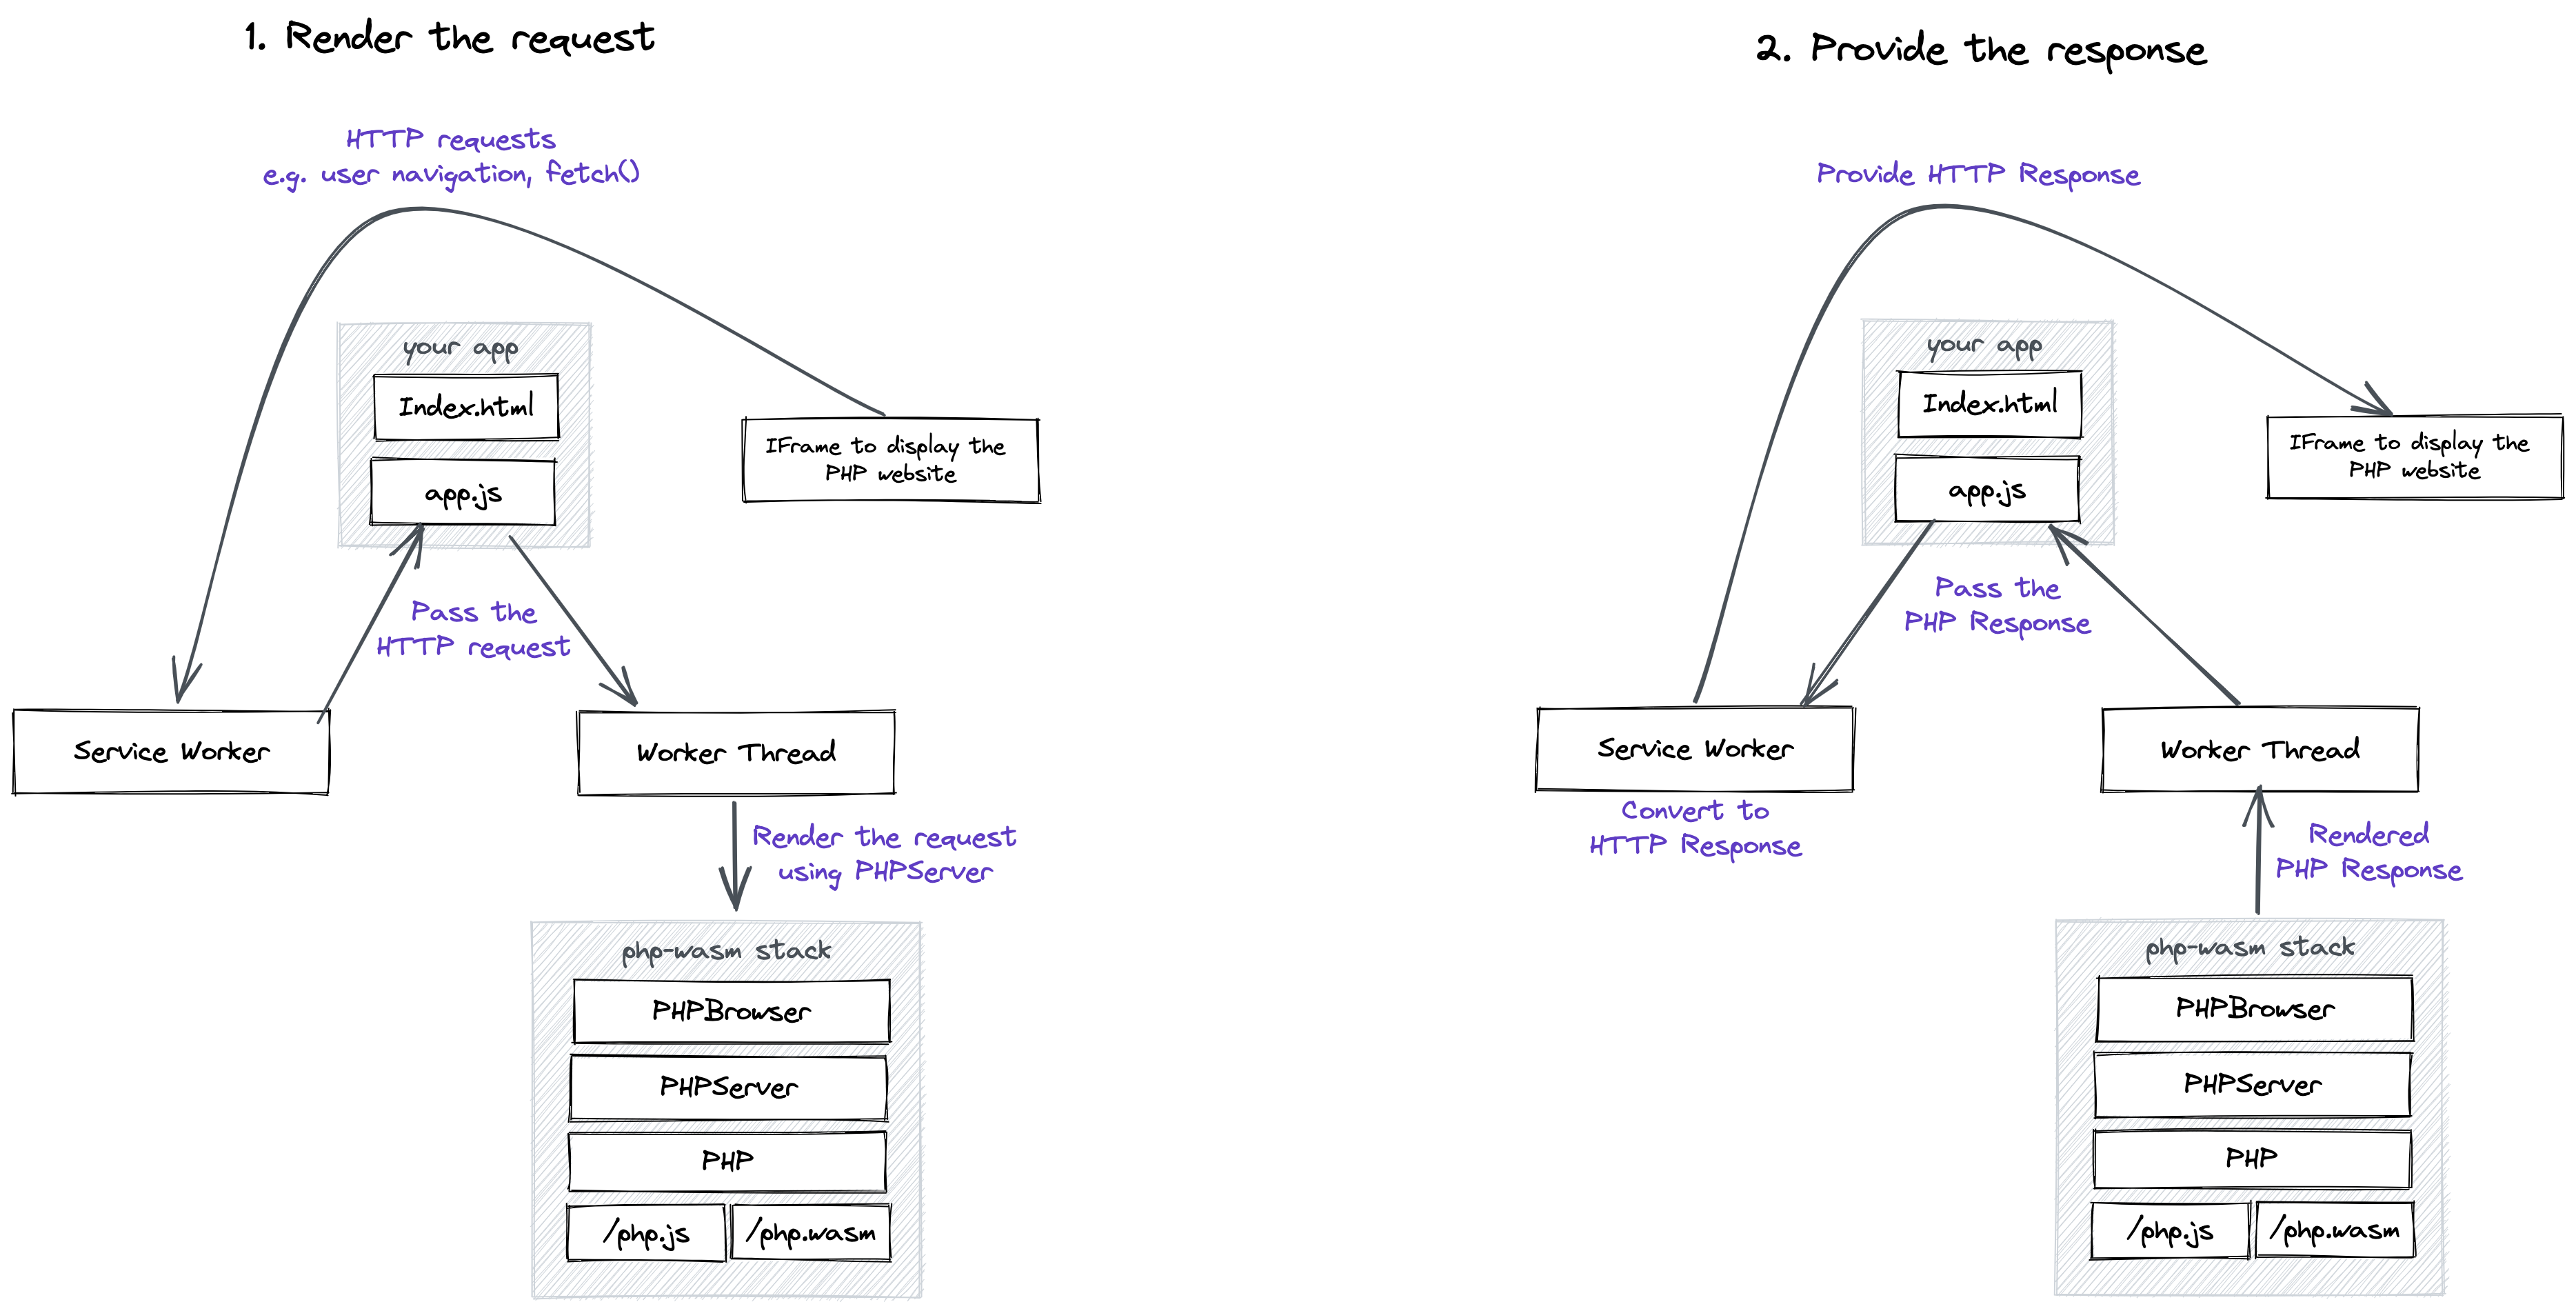 1. Render the request
HTTP requests
e.g. user navigation, fetch()
your app
Index.html
app.js
IFrame to display the
PHP website
Pass the
HTTP request
Service Worker
Worker Thread
Render the request
using PHPServer
php-wasm stack
PHPBrowser
PHPServer
PHP
/php.js
/php.wasm
2. Provide the response
Provide HTTP Response
your app
Index.html
app.js
IFrame to display the
PHP website
Pass the
PHP Response
Service Worker
Worker Thread
Convert to
HTTP Response
Rendered
PHP Response
php-wasm stack
PHPBrowser
PHPServer
PHP
/php.js
/php.wasm